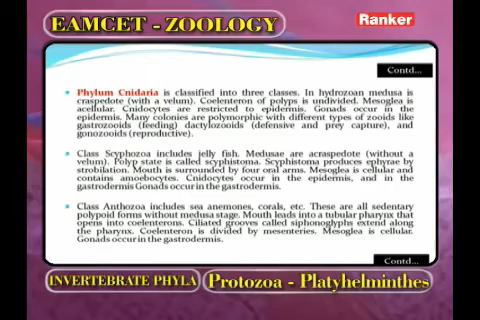 EAMCET - ZOOLOGY
Ranker
Contd...
Phylum Cnidaria is classified into three classes. In hydrozoan medusa is
craspedote (with a velum). Coelenteron of polyps is undivided. Mesoglea is
acellular. Cnidocytes are restricted to epidermis. Gonads occur in the
epidermis. Many colonies are polymorphic with different types of zooids like
gastrozooids (feeding) dactylozooids (defensive and prey capture), and
gonozooids (reproductive).
Class Scyphozoa includes jelly fish. Medusae are acraspedote (without a
velum). Polyp state is called scyphistoma. Scyphistoma produces ephyrae by
strobilation. Mouth is surrounded by four oral arms. Mesoglea is cellular and
contains amoebocytes. Cnidocytes occur in the epidermis, and in the
gastrodermis Gonads occur in the gastrodermis.
Class Anthozoa includes sea anemones, corals, etc. These are all sedentary
polypoid forms without medusa stage. Mouth leads into a tubular pharynx that
opens into coelenterons. Ciliated grooves called siphonoglyphs extend along
the pharynx. Coelenteron is divided by mesenteries. Mesoglea is cellular.
Gonads occur in the gastrodermis.
Contd...
INVERTEBRATE PHYLA
Protozoa - Platyhelminthes